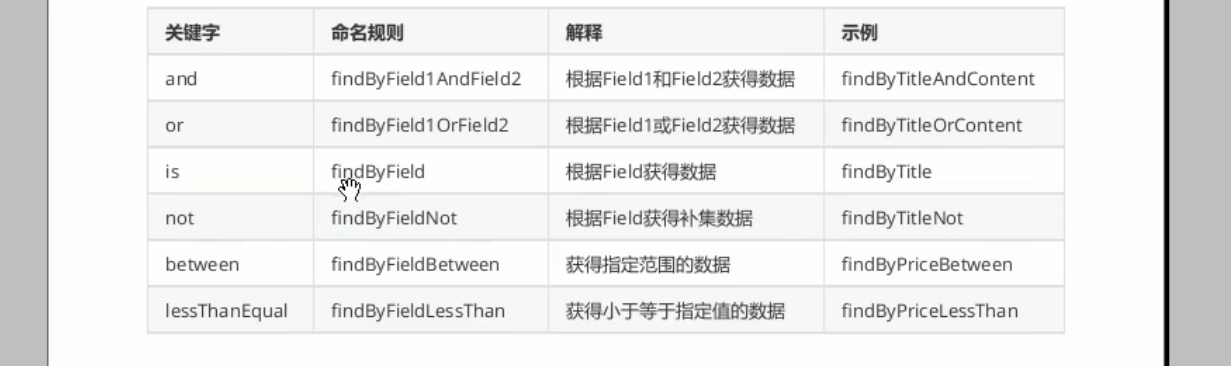 关键字 命名规则 解释 示例
and findByField1AndField2 根据Field1和Field2获得数据 findByTitleAndContent
or findByField1OrField2 根据Field1或Field2获得数据 findByTitleOrContent
is findByField 根据Field获得数据 findByTitle
not findByFieldNot 根据Field获得补集数据 findByTitleNot
between findByFieldBetween 获得指定范围的数据 findByPriceBetween
lessThanEqual findByFieldLessThan 获得小于等于指定值的数据 findByPriceLessThan